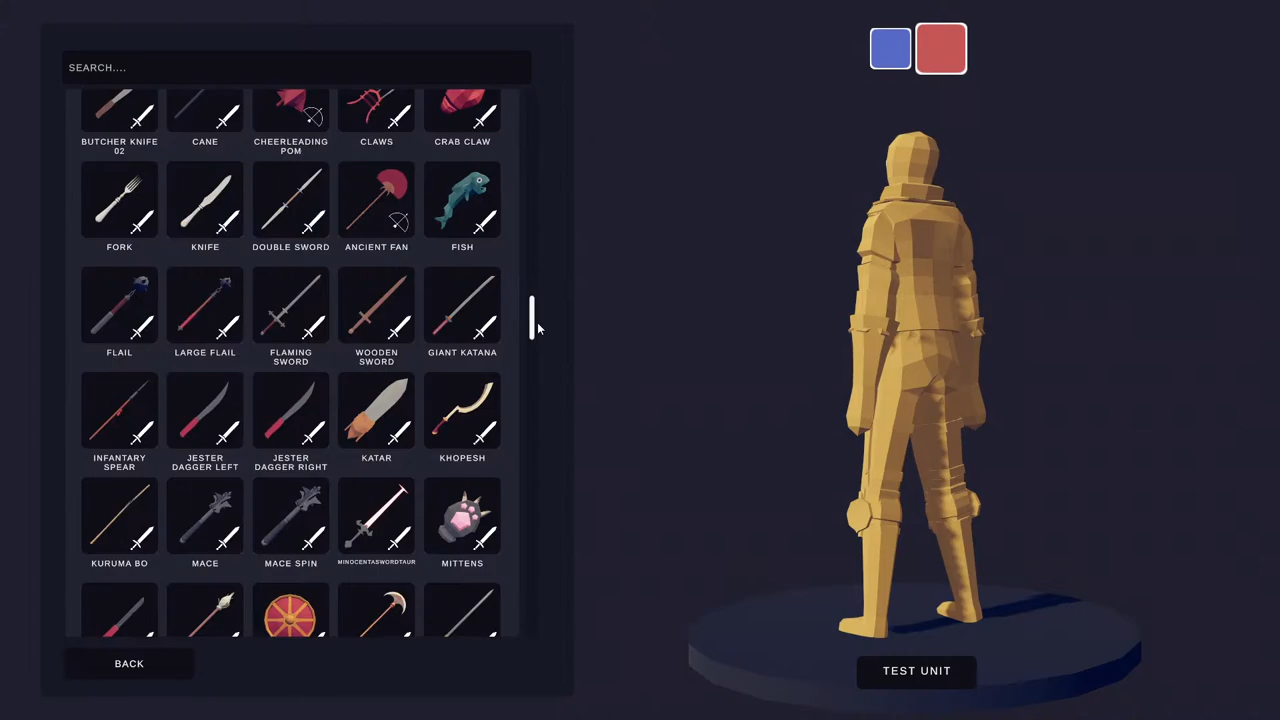 SEARCH....
BUTCHER KNIFE
02
CANE
CHEERLEADING
POM
CLAWS
CRAB CLAW
FORK
KNIFE
DOUBLE SWORD
ANCIENT FAN
FISH
FLAIL
LARGE FLAIL
FLAMING
SWORD
WOODEN
SWORD
GIANT KATANA
INFANTARY
SPEAR
JESTER
DAGGER LEFT
JESTER
DAGGER RIGHT
KATAR
KHOPESH
KURUMA BO
MACE
MACE SPIN
MINOCENTASWORDTAUR
MITTENS
BACK
TEST UNIT